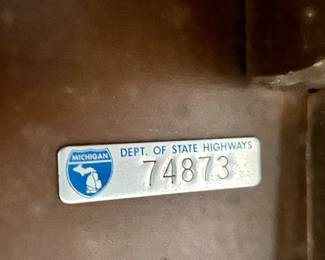 MICHIGAN
DEPT. OF STATE HIGHWAYS
74873